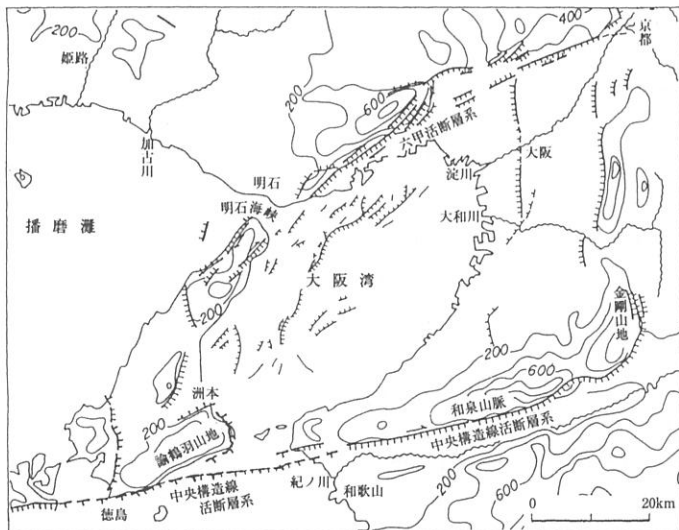 200
姫路
加古川
400
京都
200
600
六甲活断層系
明石
明石海峡
淀川
大阪
大和川
播磨灘
大阪湾
200
金剛山地
200
600
洲本
200
和泉山脈
諭鶴羽山地
中央構造線活断層系
中央構造線
活断層系
紀ノ川
和歌山
徳島
200
600
0
20km